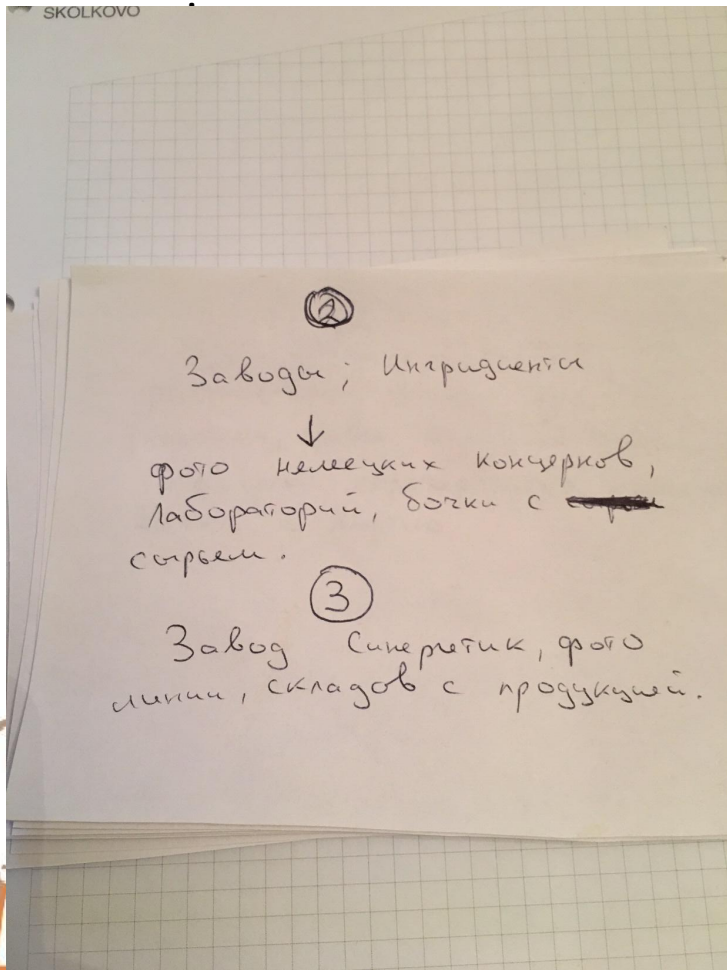 SKOLKOVO
2
Заводы; Ингридиенты
↓
фото немецких концернов,
лабораторий, бочки с
сырьем.
3
Завод Синергетик, фото
линии, складов с продукцией.